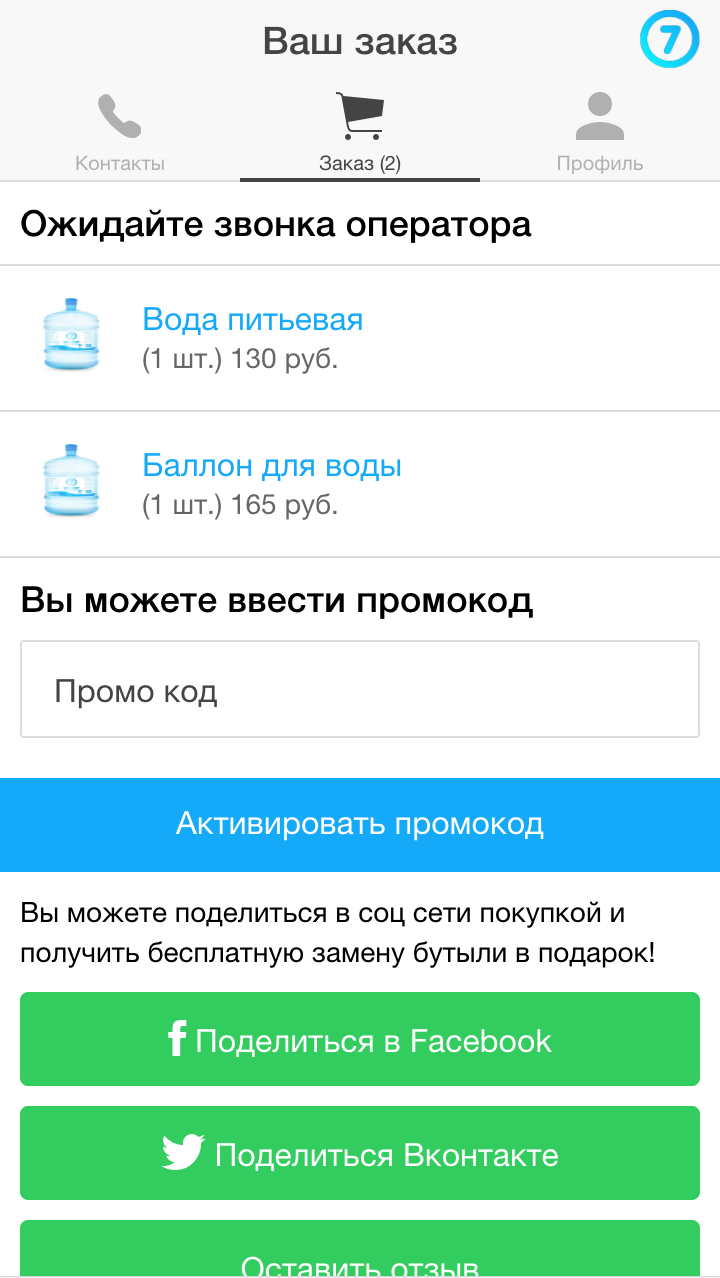 Ваш заказ
7
Контакты
Заказ (2)
Профиль
Ожидайте звонка оператора
Вода питьевая
(1 шт.) 130 руб.
Баллон для воды
(1 шт.) 165 руб.
Вы можете ввести промокод
Промо код
Активировать промокод
Вы можете поделиться в соц сети покупкой и
получить бесплатную замену бутыли в подарок!
Поделиться в Facebook
Поделиться Вконтакте
Оставить отзыв